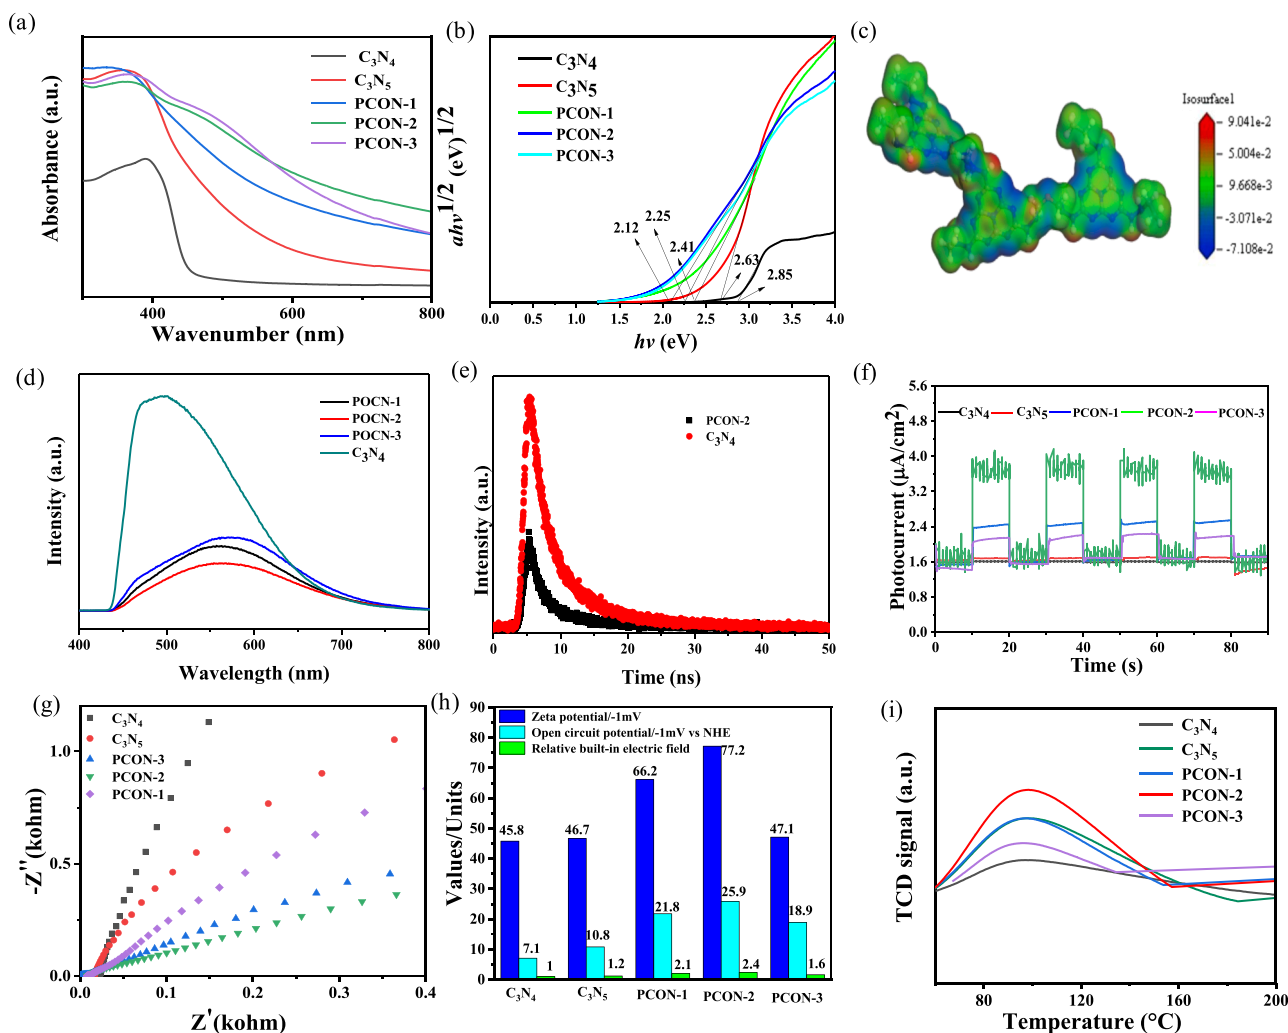 (a)
Absorbance (a.u.)
C₃N₄
C₃N₅
PCON-1
PCON-2
PCON-3
400
500
600
700
800
Wavenumber (nm)
(b)
ahv^1/2 (eV)^1/2
C₃N₄
C₃N₅
PCON-1
PCON-2
PCON-3
2.12
2.25
2.41
2.63
2.85
0.0 0.5 1.0 1.5 2.0 2.5 3.0 3.5 4.0
hv (eV)
(c)
Isosurface1
9.041e-2
5.004e-2
9.668e-3
-3.071e-2
-7.108e-2
(d)
Intensity (a.u.)
POCN-1
POCN-2
POCN-3
C₃N₄
400 500 600 700 800
Wavelength (nm)
(e)
Intensity (a.u.)
PCON-2
C₃N₄
0 10 20 30 40 50
Time (ns)
(f)
Photocurrent (μA/cm²)
5.6
4.8
4.0
3.2
2.4
1.6
0.8
0.0
C₃N₄ C₃N₅ PCON-1 PCON-2 PCON-3
0 20 40 60 80
Time (s)
(g)
-Z''(kohm)
C₃N₄
C₃N₅
PCON-3
PCON-2
PCON-1
1.0
0.5
0.0
0.0 0.1 0.2 0.3 0.4
Z'(kohm)
(h)
Values/Units
90
80
70
60
50
40
30
20
10
0
Zeta potential/-1mV
Open circuit potential/-1mV vs NHE
Relative built-in electric field
45.8
7.1
1
46.7
10.8
1.2
66.2
21.8
2.1
77.2
25.9
2.4
47.1
18.9
1.6
C₃N₄ C₃N₅ PCON-1 PCON-2 PCON-3
(i)
TCD signal (a.u.)
C₃N₄
C₃N₅
PCON-1
PCON-2
PCON-3
80 120 160 200
Temperature (°C)